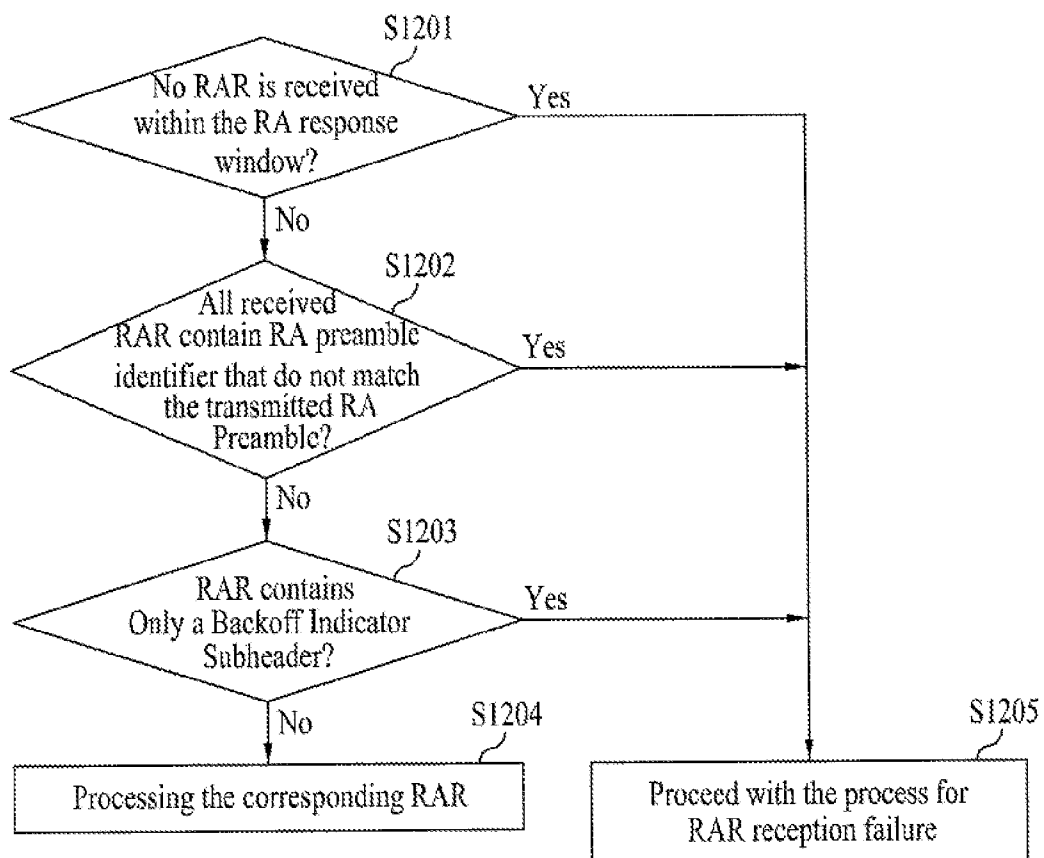 S1201
No RAR is received
within the RA response
window?
Yes
No
S1202
All received
RAR contain RA preamble
identifier that do not match
the transmitted RA
Preamble?
Yes
No
S1203
RAR contains
Only a Backoff Indicator
Subheader?
Yes
No
S1204
Processing the corresponding RAR
S1205
Proceed with the process for
RAR reception failure